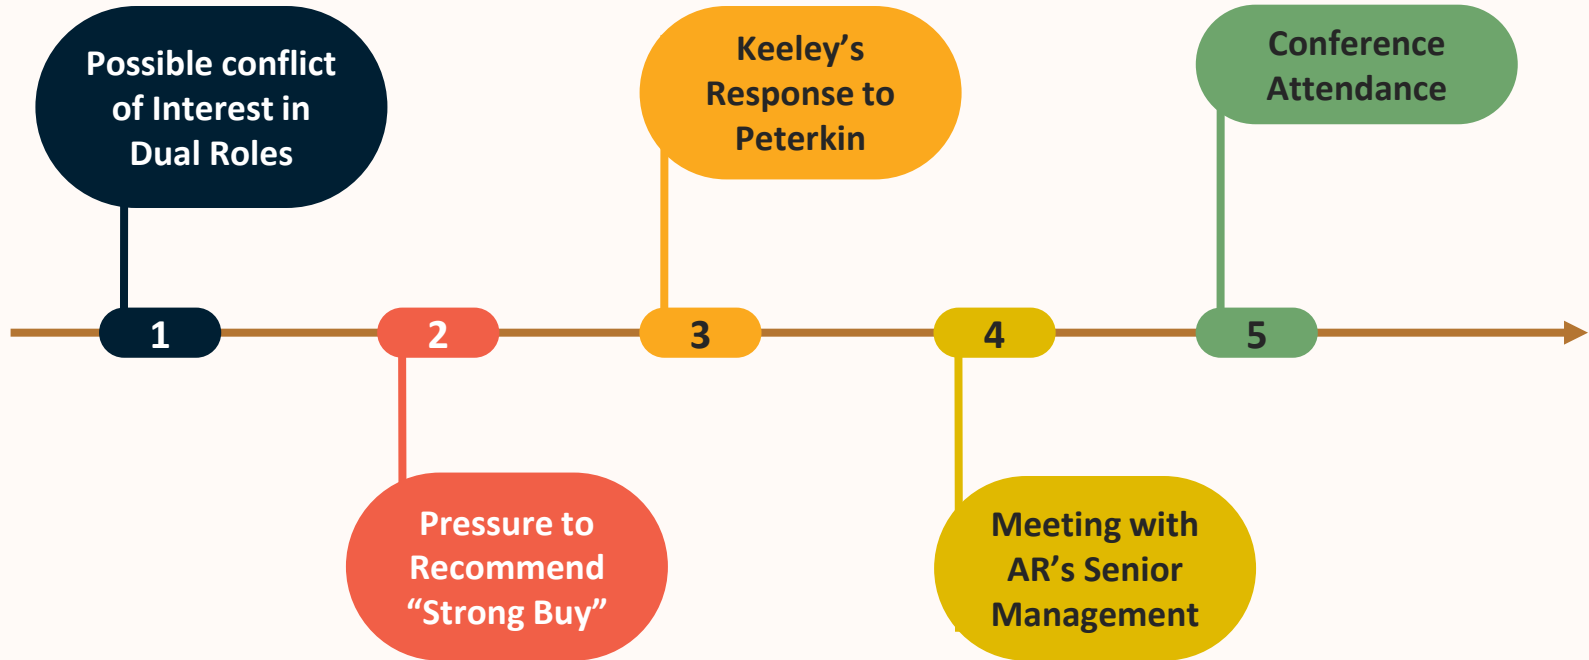 Possible conflict
of Interest in
Dual Roles
Keeley’s
Response to
Peterkin
Conference
Attendance
1
2
3
4
5
Pressure to
Recommend
“Strong Buy”
Meeting with
AR’s Senior
Management